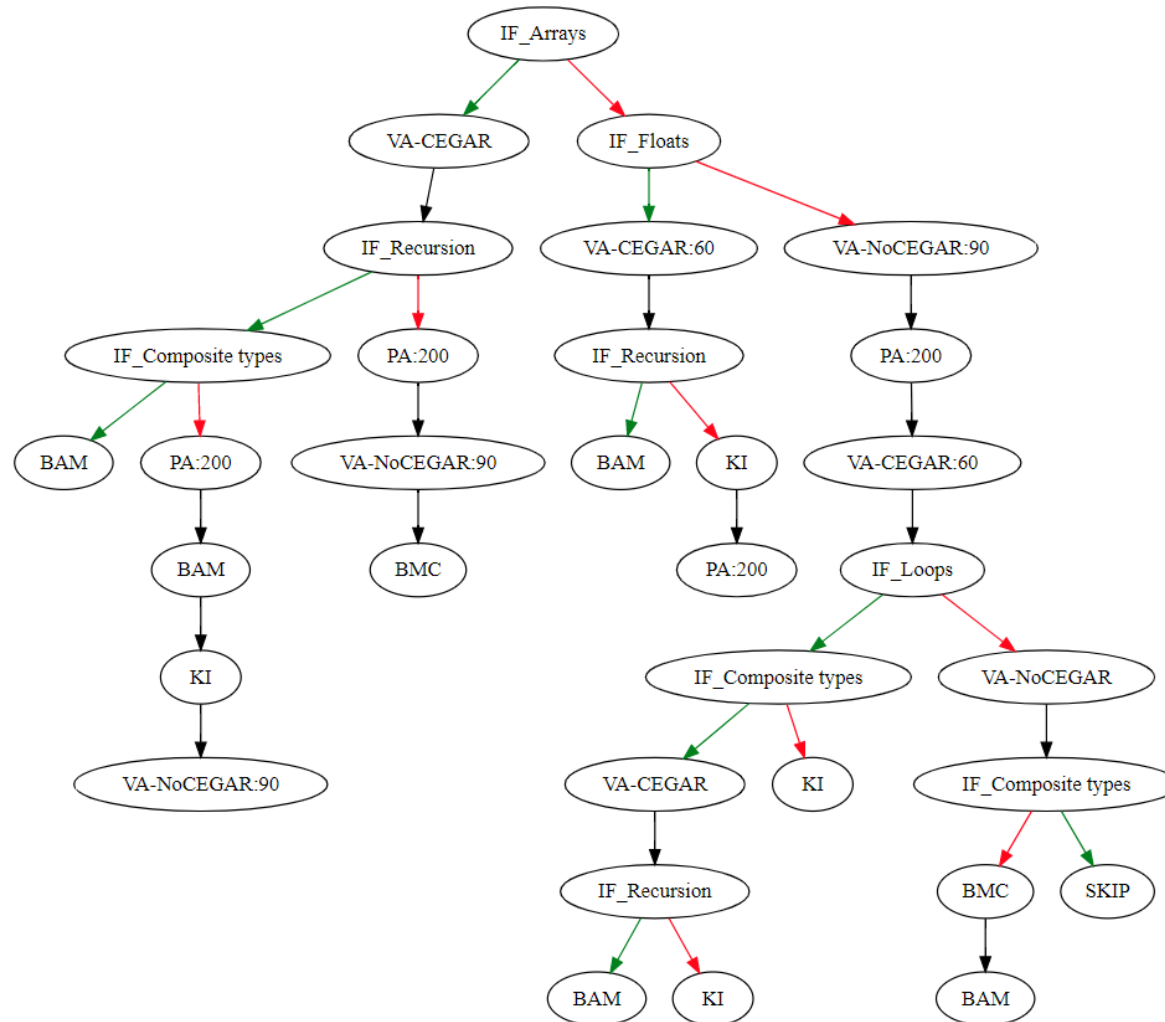 IF_Arrays
VA-CEGAR
IF_Floats
IF_Recursion
VA-CEGAR:60
VA-NoCEGAR:90
IF_Composite types
PA:200
IF_Recursion
PA:200
BAM
PA:200
VA-NoCEGAR:90
BAM
KI
VA-CEGAR:60
BAM
BMC
PA:200
IF_Loops
KI
IF_Composite types
VA-NoCEGAR
VA-NoCEGAR:90
VA-CEGAR
KI
IF_Composite types
IF_Recursion
BMC
SKIP
BAM
KI
BAM